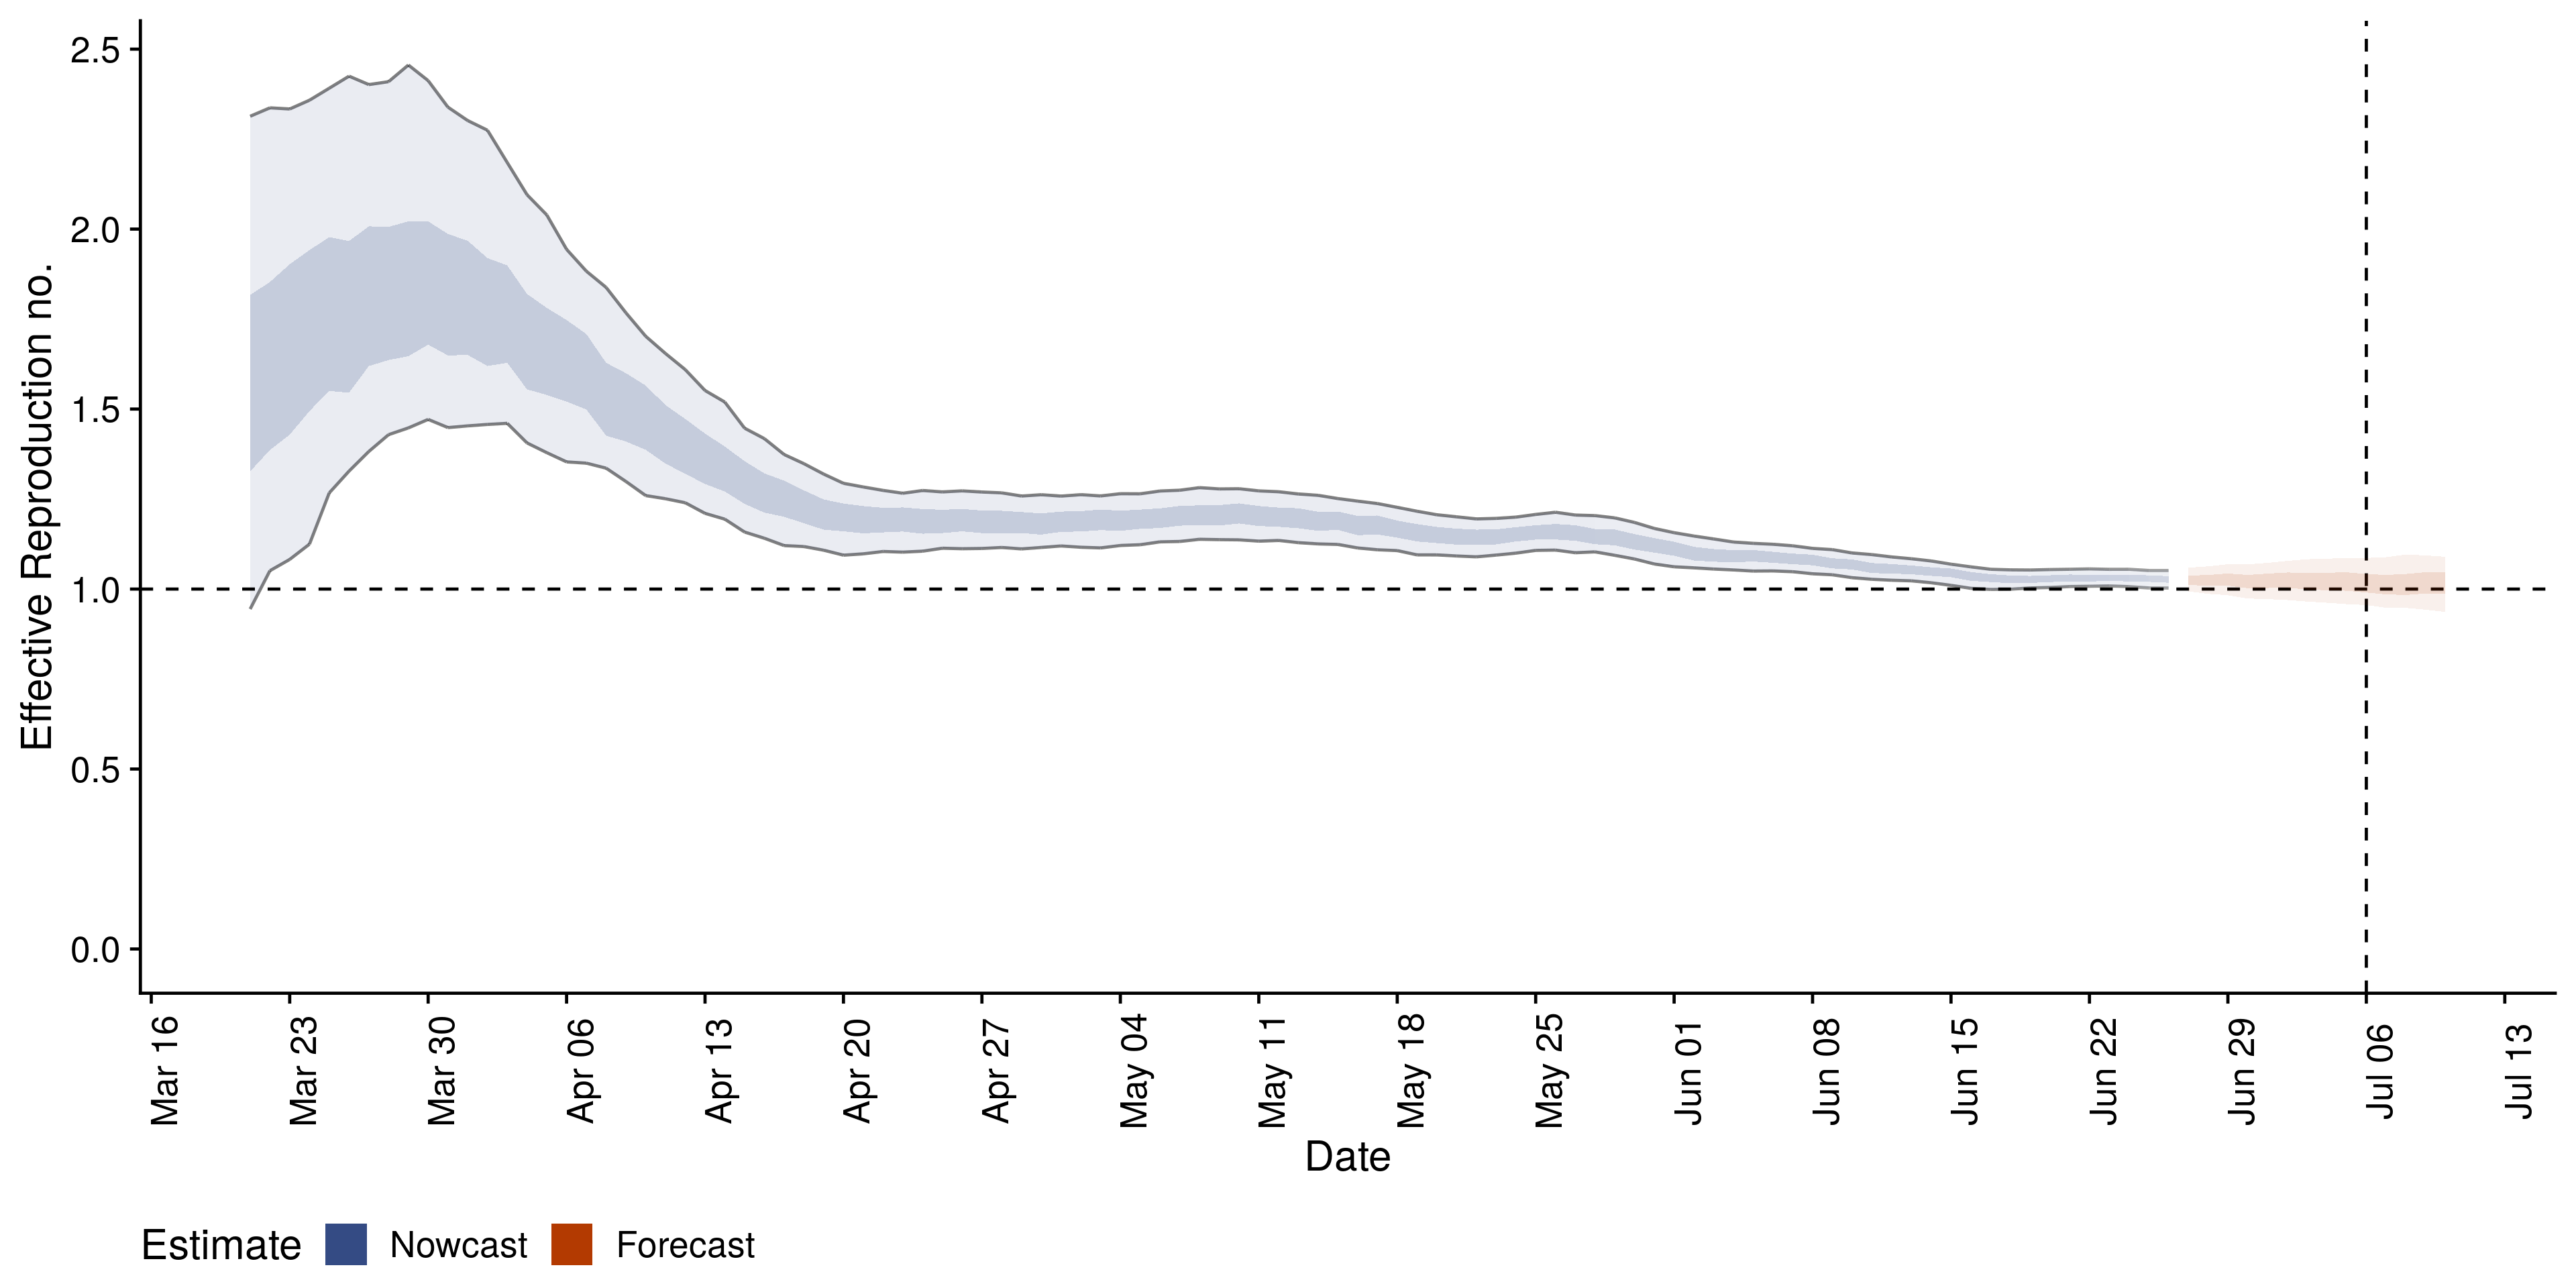 Effective Reproduction no.
2.5
2.0
1.5
1.0
0.5
0.0
Mar 16
Mar 23
Mar 30
Apr 06
Apr 13
Apr 20
Apr 27
May 04
May 11
May 18
May 25
Jun 01
Jun 08
Jun 15
Jun 22
Jun 29
Jul 06
Jul 13
Date
Estimate Nowcast Forecast